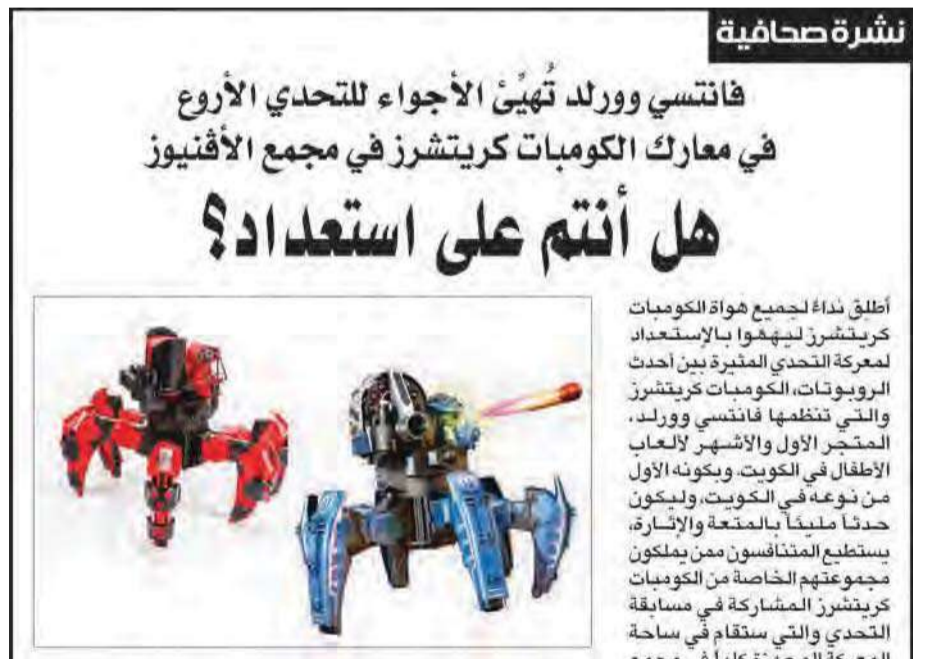 نشرة صحافية
فانتسي وورلد تُهيِّئ الأجواء للتحدي الأروع
في معارك الكومبات كريتشرز في مجمع الأڤنيوز
هل أنتم على استعداد؟
أطلق نداءً لجميع هواة الكومبات
كريتشرز ليهموا بالإستعداد
لمعركة التحدي المثيرة بين أحدث
الروبوتات، الكومبات كريتشرز
والتي تنظمها فانتسي وورلد،
المتجر الأول والأشهر لألعاب
الأطفال في الكويت. وبكونه الأول
من نوعه في الكويت، وليكون
حدثاً مليئاً بالمتعة والإثارة،
يستطيع المتنافسون ممن يملكون
مجموعتهم الخاصة من الكومبات
كريتشرز المشاركة في مسابقة
التحدي والتي ستقام في ساحة